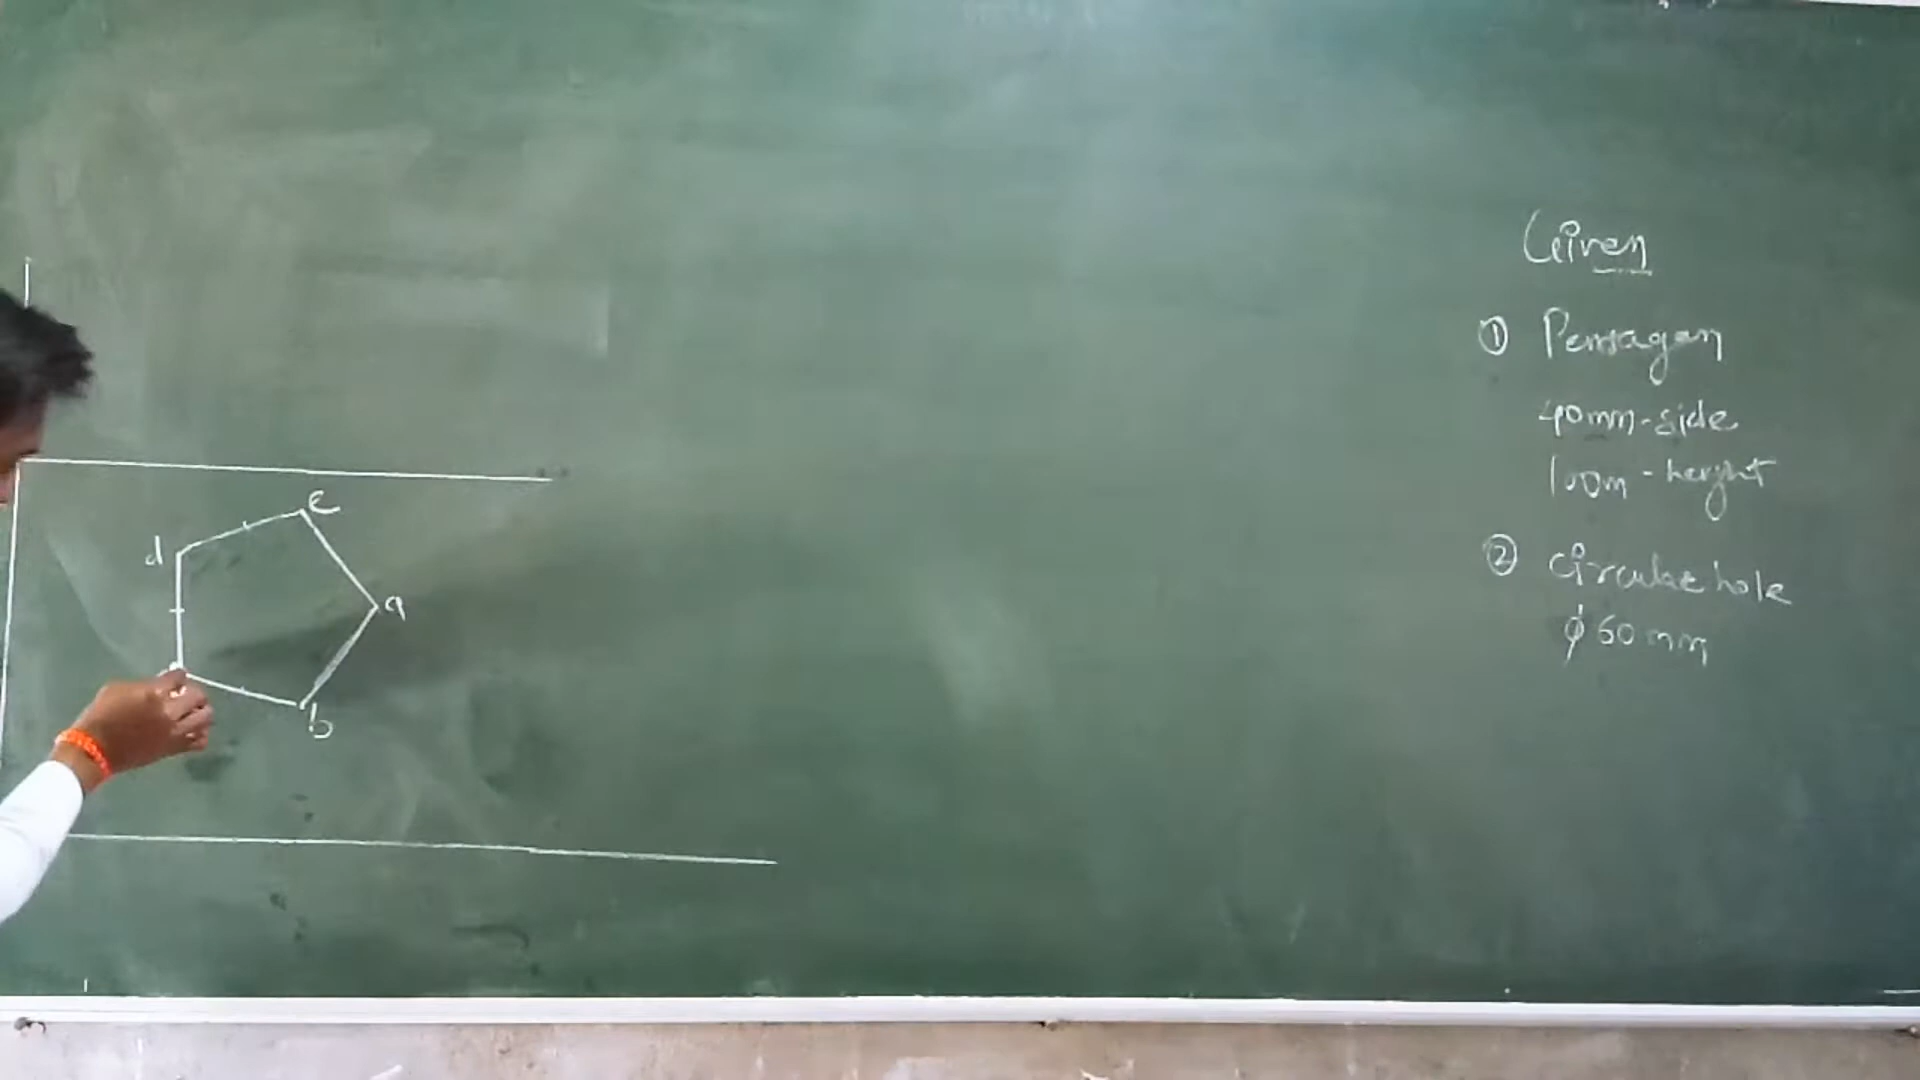 Given
① Pentagon
40mm-side
100m-height
② Circular hole
ϕ 60 mm
e
d
a
b